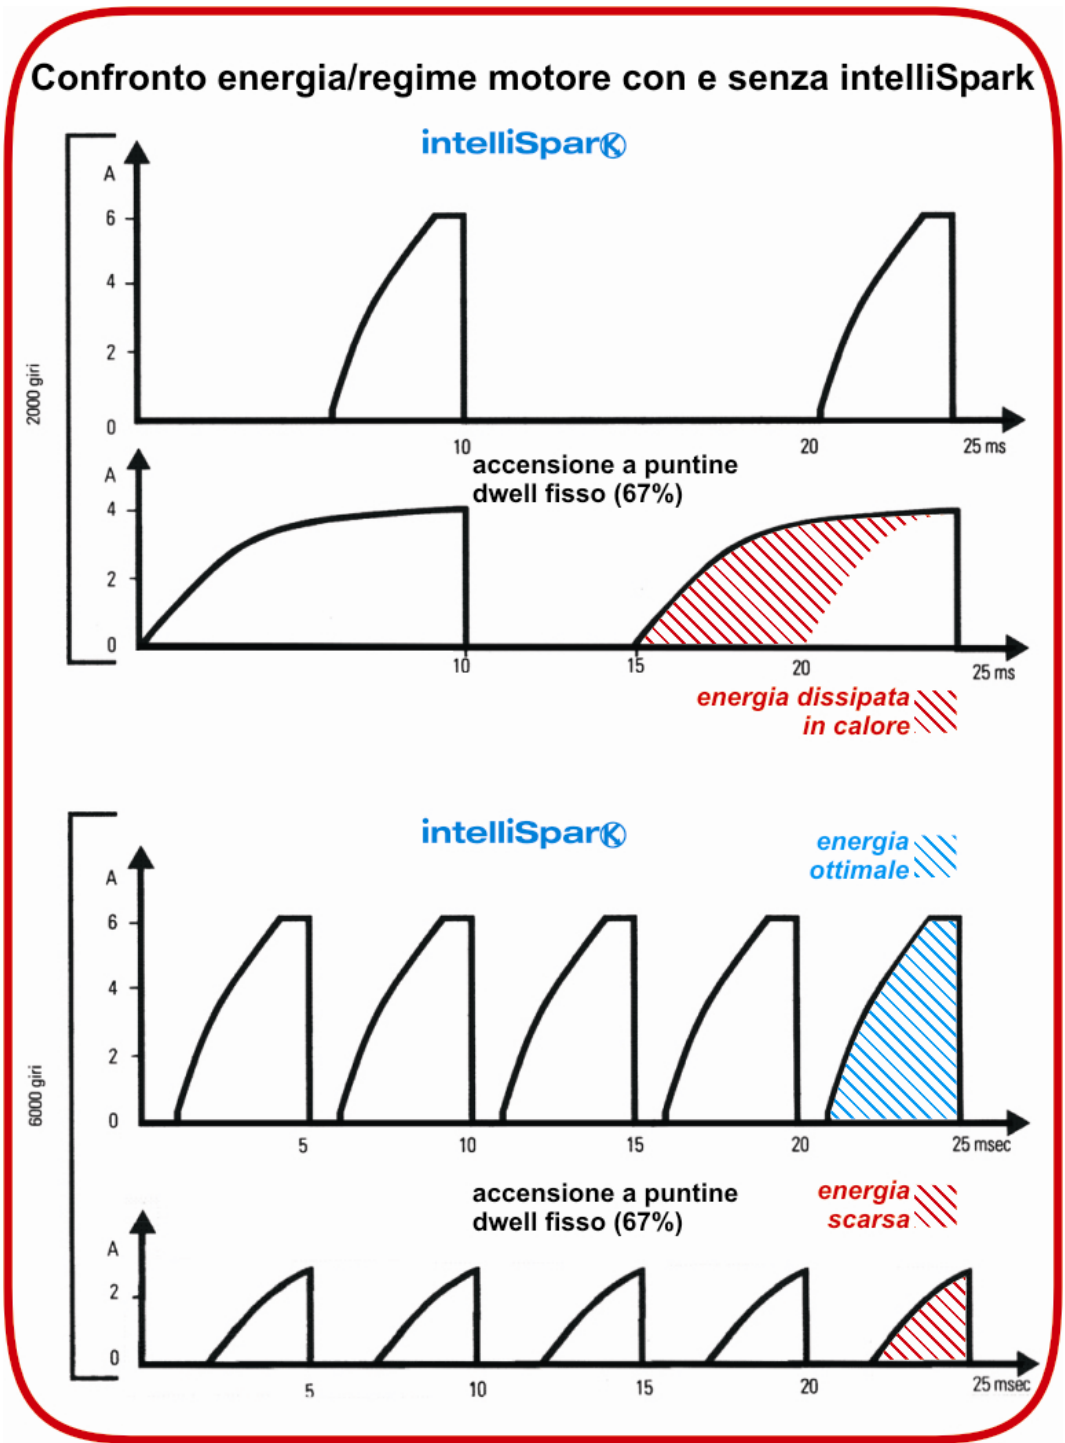 Confronto energia/regime motore con e senza intelliSpark
intelliSpark
A
6
4
2
0
10
20
25 ms
2000 giri
accensione a puntine
dwell fisso (67%)
A
4
2
0
10
15
20
25 ms
energia dissipata
in calore
intelliSpark
energia
ottimale
A
6
4
2
0
5
10
15
20
25 msec
6000 giri
accensione a puntine
dwell fisso (67%)
energia
scarsa
A
2
0
5
10
15
20
25 msec